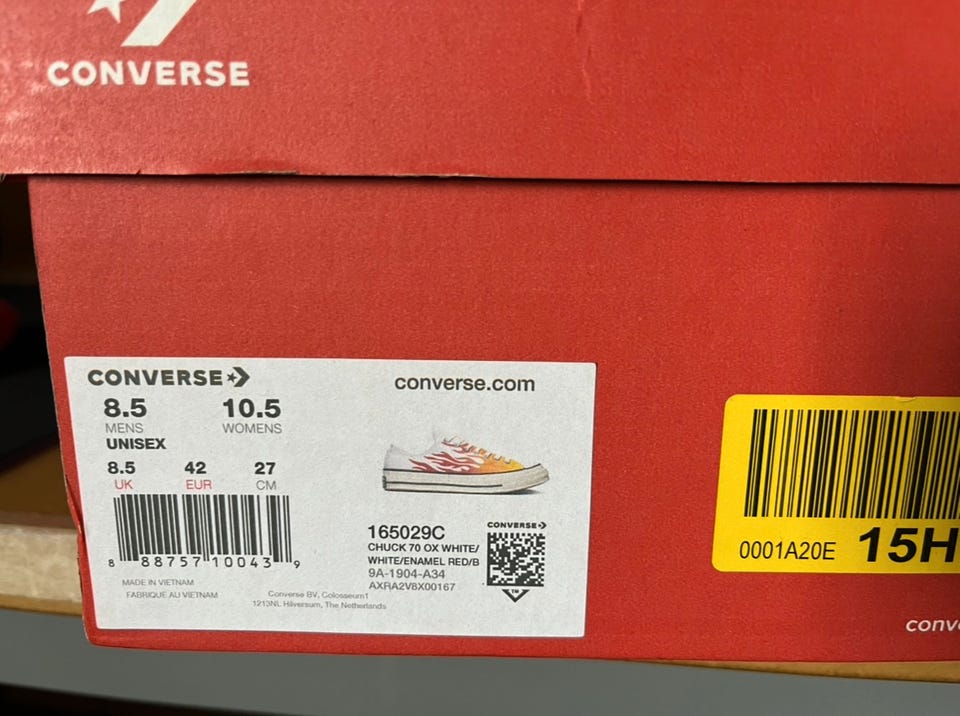 CONVERSE
CONVERSE
converse.com
8.5 10.5
MENS WOMENS
UNISEX
8.5 42 27
UK EUR CM
8 88757 10043 9
MADE IN VIETNAM
FABRIQUE AU VIETNAM
Converse BV, Colosseum1
1213NL Hilversum, The Netherlands
165029C
CHUCK 70 OX WHITE/
WHITE/ENAMEL RED/B
9A-1904-A34
AXRA2V8X00167
CONVERSE
TM
0001A20E 15H
conv